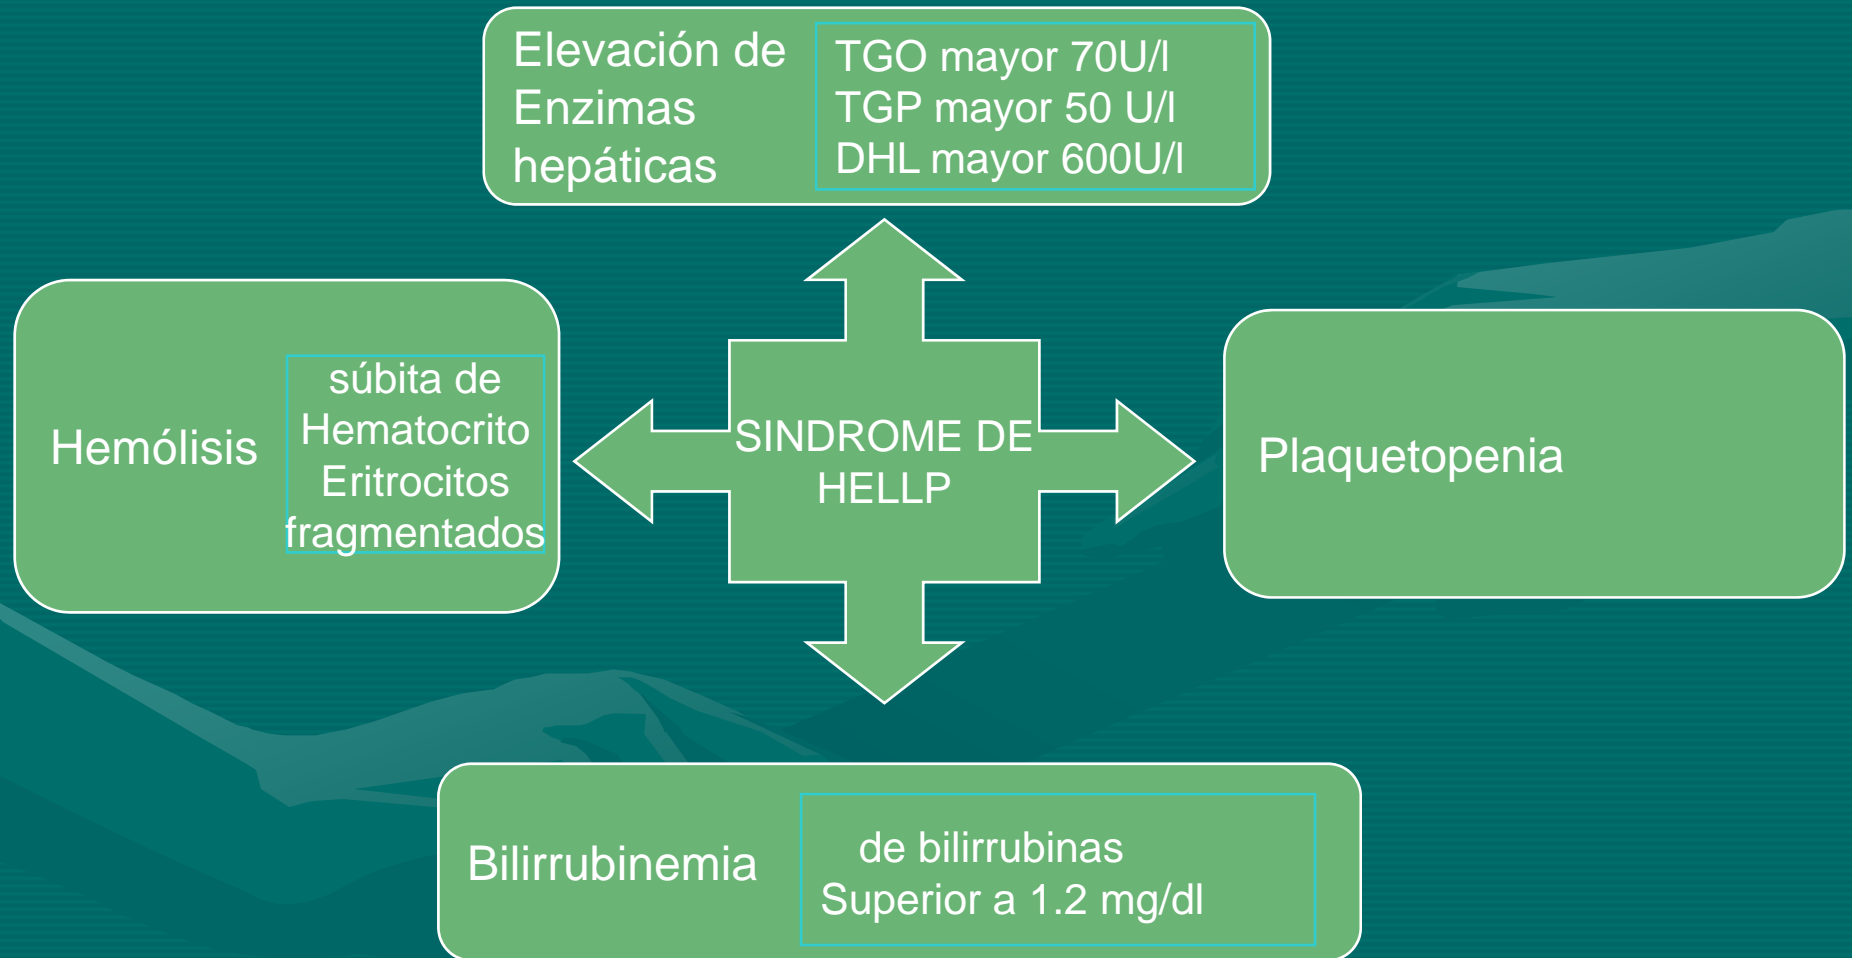 Elevación de
Enzimas
hepáticas
TGO mayor 70U/l
TGP mayor 50 U/l
DHL mayor 600U/l
Hemólisis
súbita de
Hematocrito
Eritrocitos
fragmentados
SINDROME DE
HELLP
Plaquetopenia
Bilirrubinemia
de bilirrubinas
Superior a 1.2 mg/dl